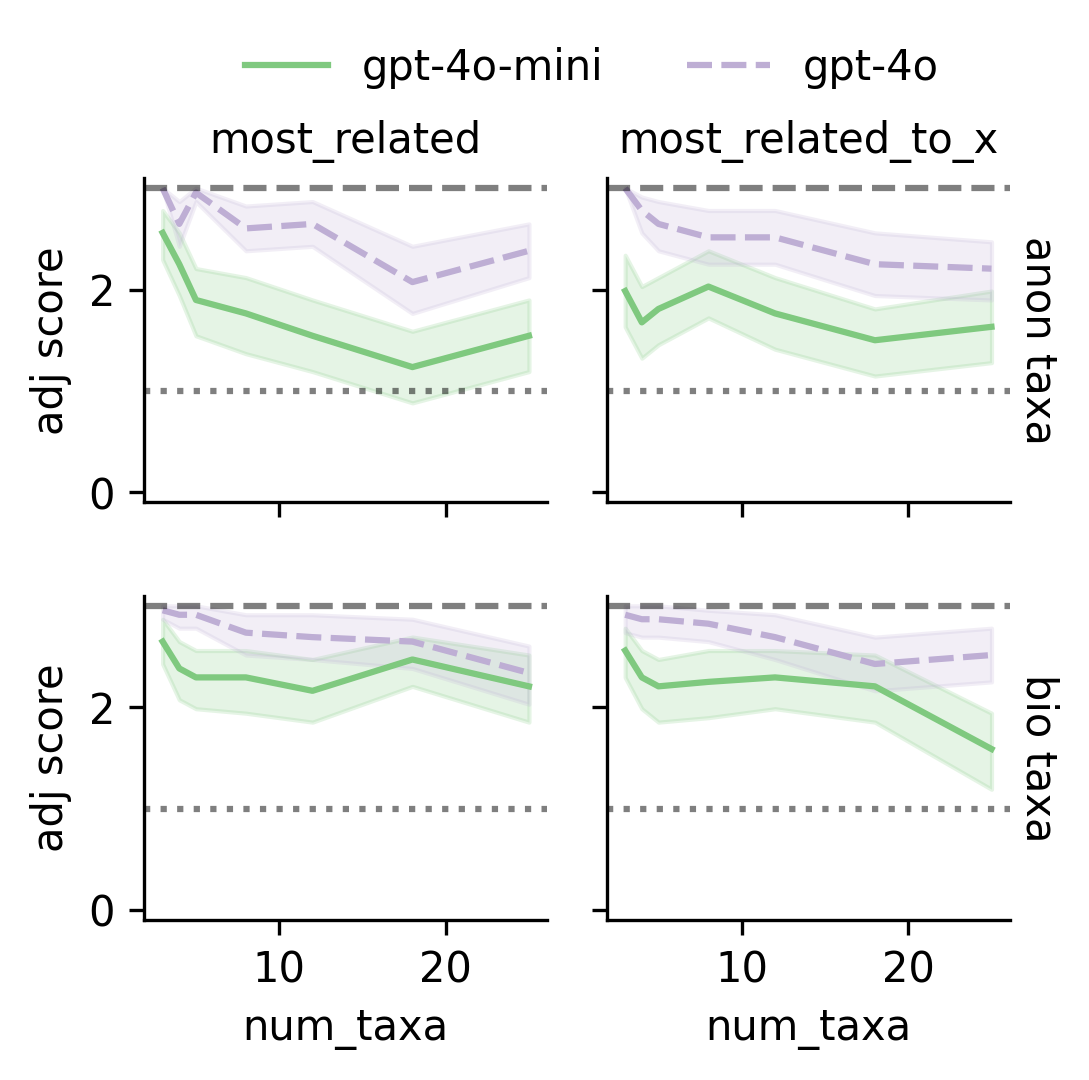 gpt-4o-mini gpt-4o
most_related most_related_to_x
adj score
2
0
anon taxa
adj score
2
0
bio taxa
10 20 10 20
num_taxa num_taxa